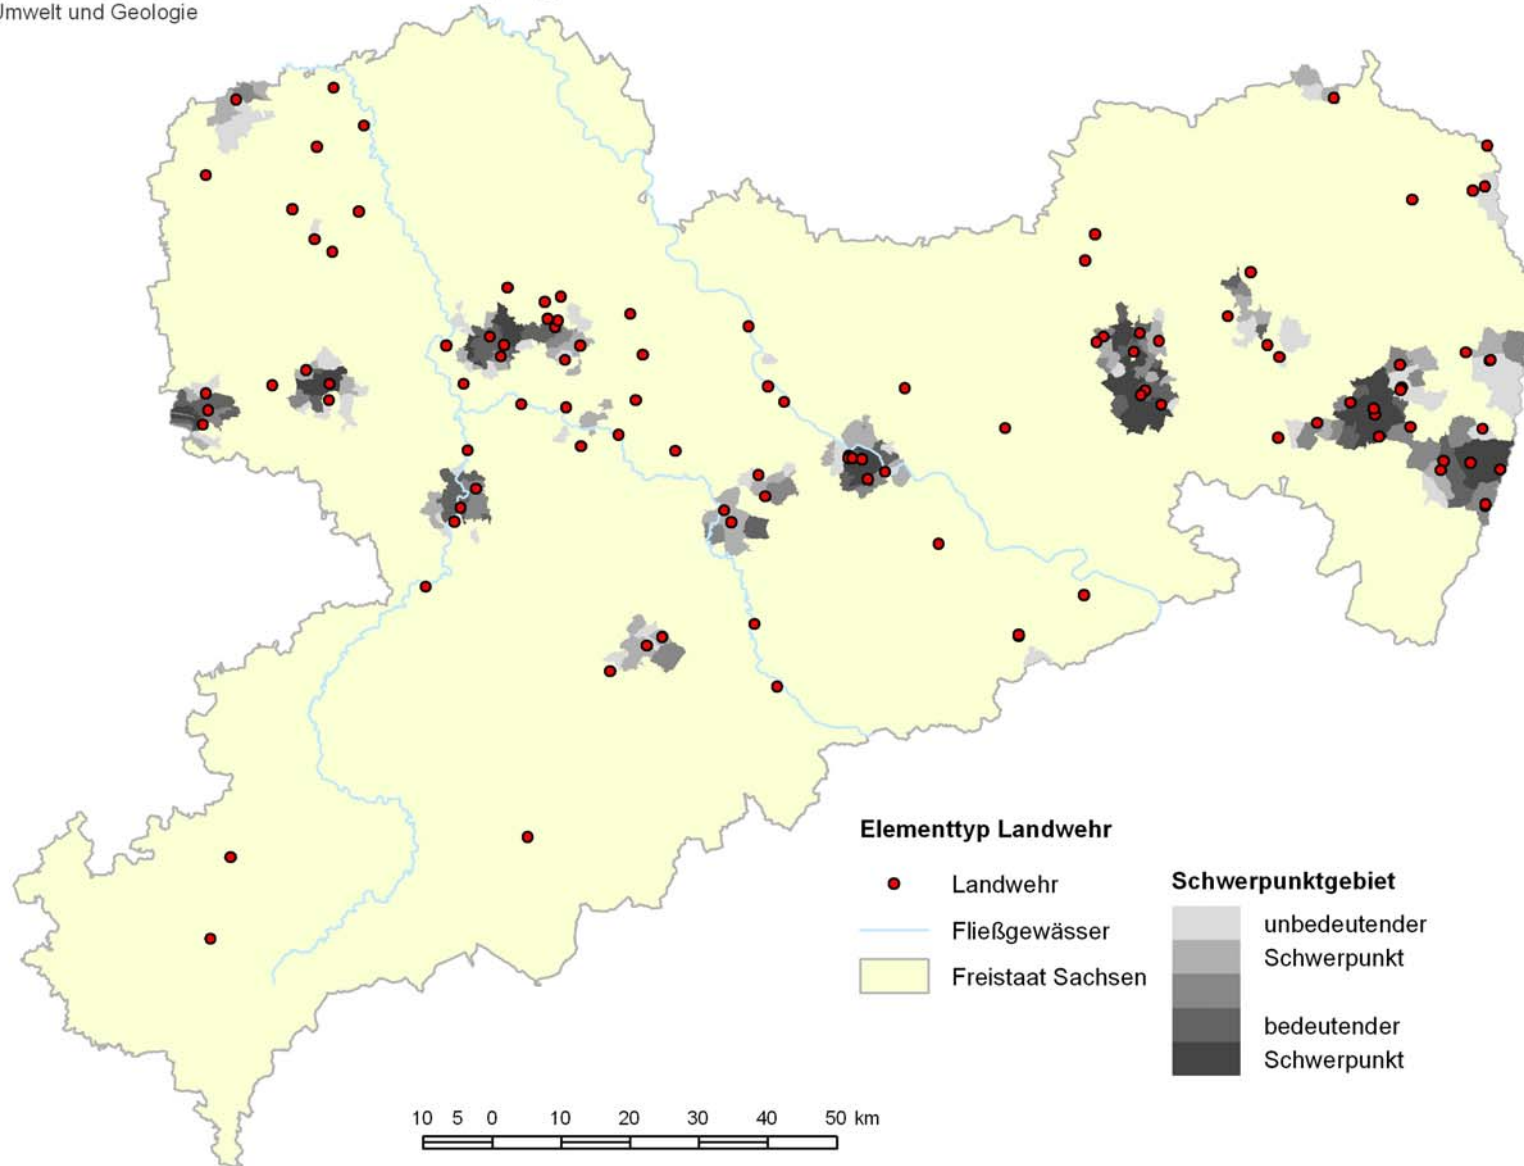 Umwelt und Geologie
Elementtyp Landwehr
Landwehr
Fließgewässer
Freistaat Sachsen
Schwerpunktgebiet
unbedeutender
Schwerpunkt
bedeutender
Schwerpunkt
10 5 0 10 20 30 40 50 km